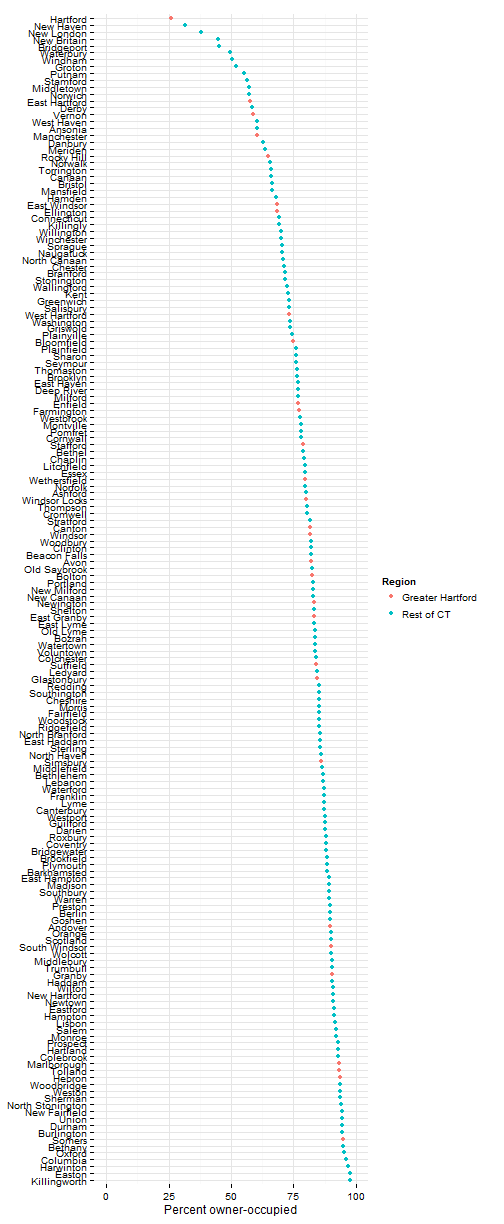 Hartford
New Haven
New London
New Britain
Bridgeport
Waterbury
Windham
Groton
Putnam
Stamford
Middletown
Norwich
East Hartford
Derby
Vernon
West Haven
Ansonia
Manchester
Danbury
Meriden
Rocky Hill
Norwalk
Torrington
Canaan
Bristol
Mansfield
Hamden
East Windsor
Ellington
Connecticut
Killingly
Willington
Winchester
Sprague
Naugatuck
North Canaan
Chester
Branford
Stonington
Wallingford
Kent
Greenwich
Salisbury
West Hartford
Washington
Griswold
Plainville
Bloomfield
Plainfield
Sharon
Seymour
Thomaston
Brooklyn
East Haven
Deep River
Milford
Enfield
Farmington
Westbrook
Montville
Pomfret
Cornwall
Stafford
Bethel
Chaplin
Litchfield
Essex
Wethersfield
Norfolk
Ashford
Windsor Locks
Thompson
Cromwell
Stratford
Canton
Windsor
Woodbury
Clinton
Beacon Falls
Avon
Old Saybrook
Bolton
Portland
New Milford
New Canaan
Newington
Shelton
East Granby
East Lyme
Old Lyme
Bozrah
Watertown
Voluntown
Colchester
Suffield
Ledyard
Glastonbury
Redding
Southington
Cheshire
Morris
Fairfield
Woodstock
Ridgefield
North Branford
East Haddam
Sterling
North Haven
Simsbury
Middlefield
Bethlehem
Lebanon
Waterford
Franklin
Lyme
Canterbury
Westport
Guilford
Darien
Roxbury
Coventry
Bridgewater
Brookfield
Plymouth
Barkhamsted
East Hampton
Madison
Southbury
Warren
Preston
Berlin
Goshen
Andover
Orange
Scotland
South Windsor
Wolcott
Middlebury
Trumbull
Granby
Haddam
Wilton
New Hartford
Newtown
Eastford
Hampton
Lisbon
Salem
Monroe
Prospect
Hartland
Colebrook
Marlborough
Tolland
Hebron
Woodbridge
Weston
Sherman
North Stonington
New Fairfield
Union
Durham
Burlington
Somers
Bethany
Oxford
Columbia
Harwinton
Easton
Killingworth
0 25 50 75 100
Percent owner-occupied
Region
Greater Hartford
Rest of CT